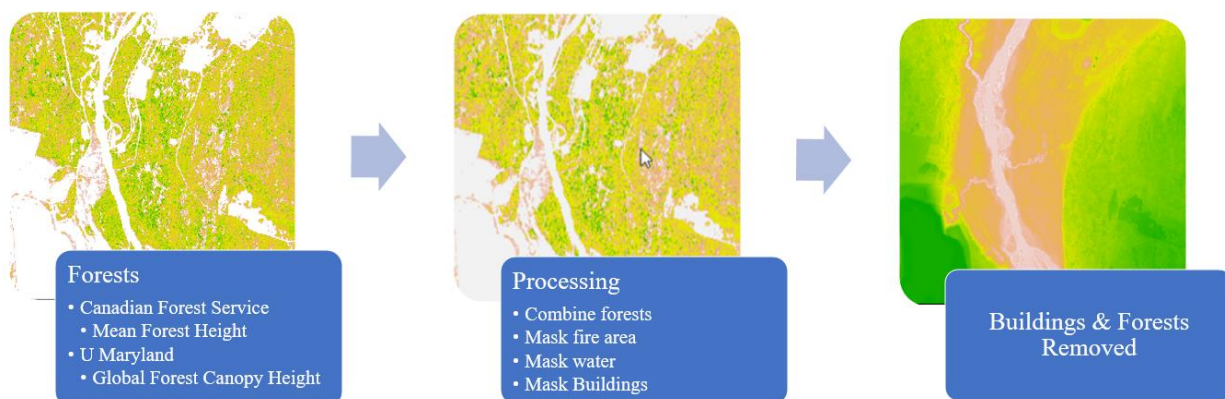 Forests
• Canadian Forest Service
• Mean Forest Height
• U Maryland
• Global Forest Canopy Height
Processing
• Combine forests
• Mask fire area
• Mask water
• Mask Buildings
Buildings & Forests
Removed